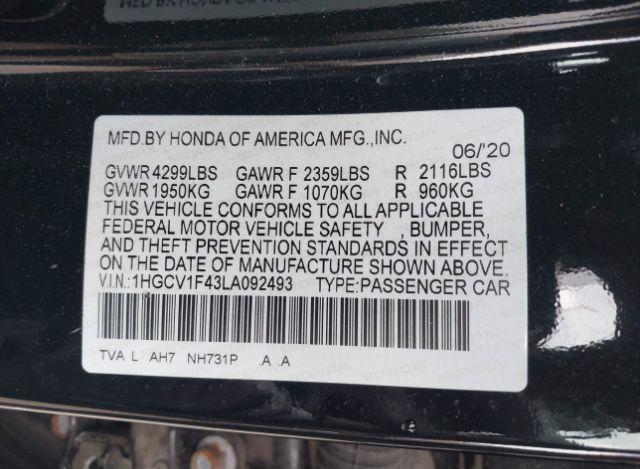 MFD.BY HONDA OF AMERICA MFG.,INC.
06/'20
GVWR 4299LBS GAWR F 2359LBS R 2116LBS
GVWR 1950KG GAWR F 1070KG R 960KG
THIS VEHICLE CONFORMS TO ALL APPLICABLE
FEDERAL MOTOR VEHICLE SAFETY , BUMPER,
AND THEFT PREVENTION STANDARDS IN EFFECT
ON THE DATE OF MANUFACTURE SHOWN ABOVE.
V.I.N.:1HGCV1F43LA092493 TYPE:PASSENGER CAR
TVA L AH7 NH731P .A .A